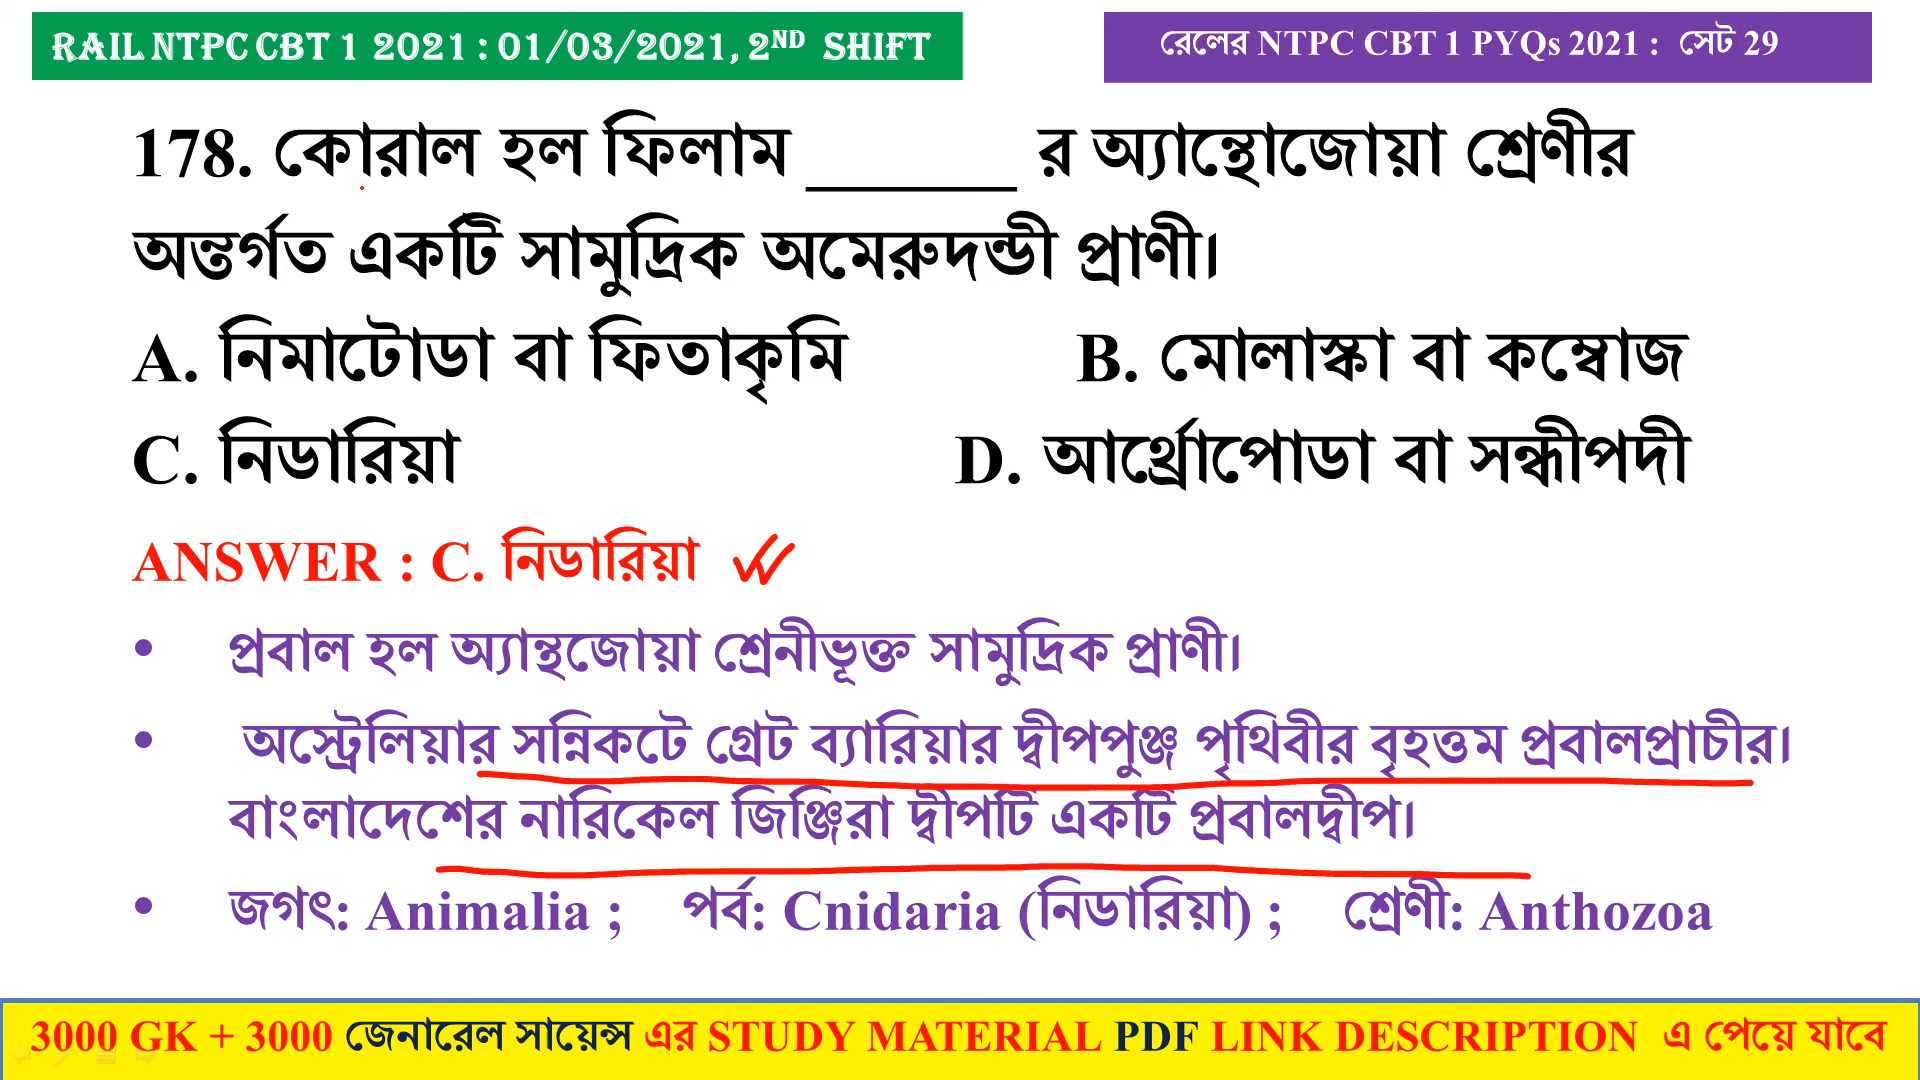 RAIL NTPC CBT 1 2021 : 01/03/2021, 2ND SHIFT
রেলের NTPC CBT 1 PYQs 2021 : সেট 29
178. কোরাল হল ফিলাম _______ র অ্যান্থোজোয়া শ্রেণীর
অন্তর্গত একটি সামুদ্রিক অমেরুদন্ডী প্রাণী।
A. নিমাটোডা বা ফিতাকৃমি B. মোলাস্কা বা কম্বোজ
C. নিডারিয়া D. আর্থ্রোপোডা বা সন্ধীপদী
ANSWER : C. নিডারিয়া
• প্রবাল হল অ্যান্থজোয়া শ্রেনীভূক্ত সামুদ্রিক প্রাণী।
• অস্ট্রেলিয়ার সন্নিকটে গ্রেট ব্যারিয়ার দ্বীপপুঞ্জ পৃথিবীর বৃহত্তম প্রবালপ্রাচীর।
বাংলাদেশের নারিকেল জিঞ্জিরা দ্বীপটি একটি প্রবালদ্বীপ।
• জগৎ: Animalia ; পর্ব: Cnidaria (নিডারিয়া) ; শ্রেণী: Anthozoa
3000 GK + 3000 জেনারেল সায়েন্স এর STUDY MATERIAL PDF LINK DESCRIPTION এ পেয়ে যাবে